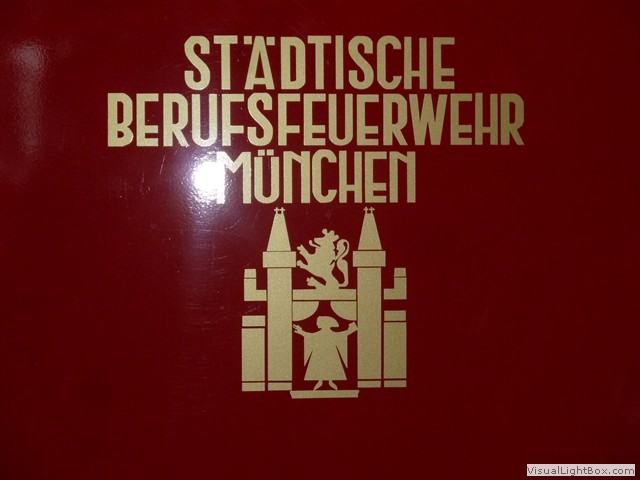 STÄDTISCHE
BERUFSFEUERWEHR
MÜNCHEN
VisualLightBox.com